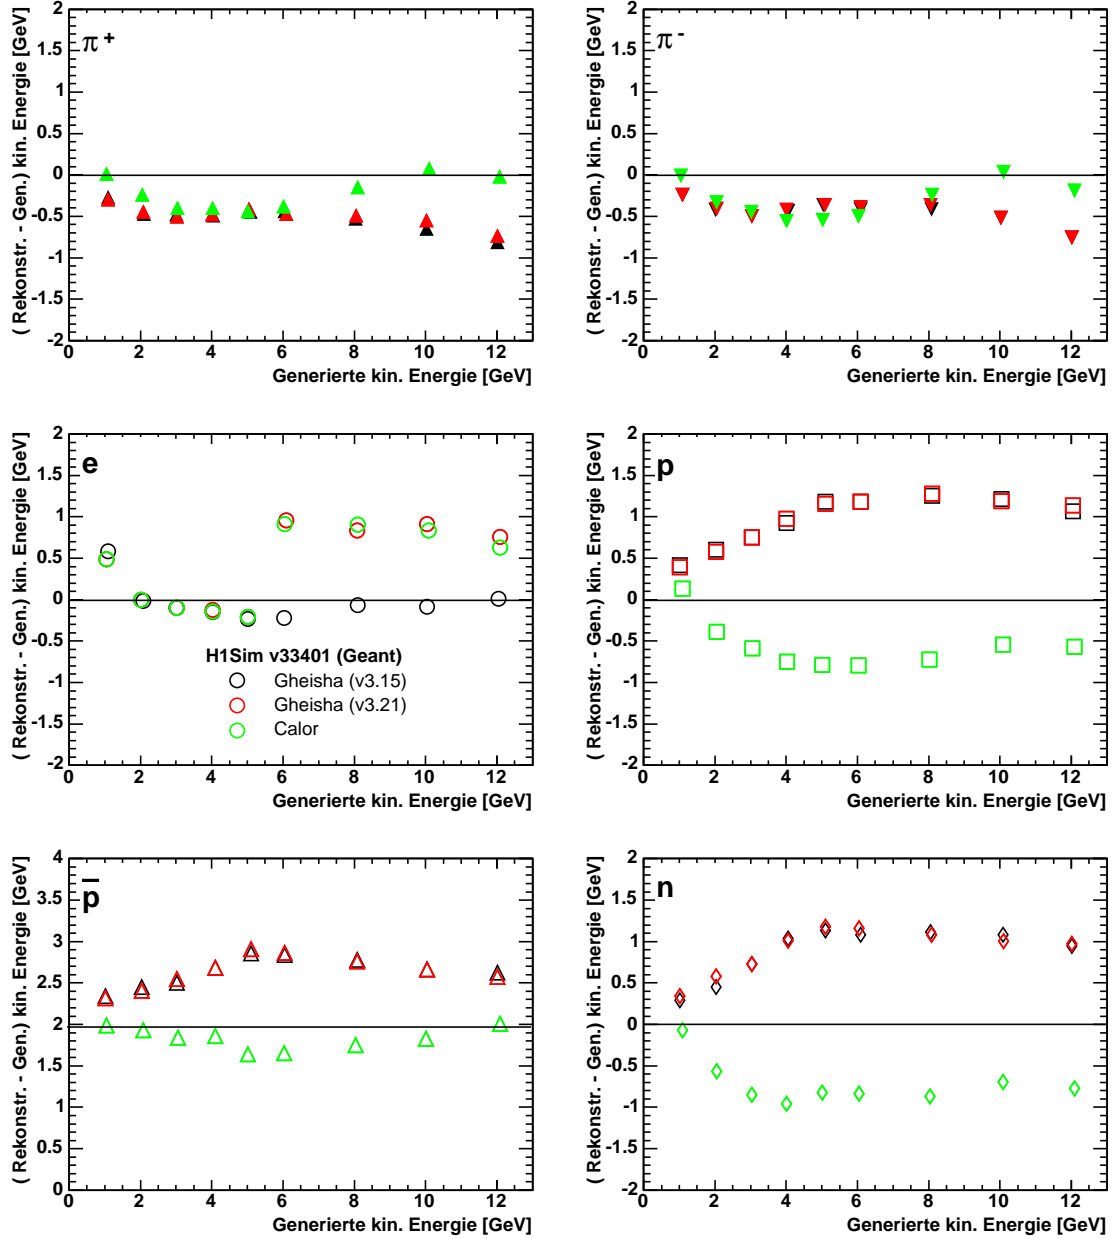 ( Rekonstr. - Gen.) kin. Energie [GeV]
2
1.5
1
0.5
0
-0.5
-1
-1.5
-2
π+
0 2 4 6 8 10 12
Generierte kin. Energie [GeV]
( Rekonstr. - Gen.) kin. Energie [GeV]
2
1.5
1
0.5
0
-0.5
-1
-1.5
-2
π-
0 2 4 6 8 10 12
Generierte kin. Energie [GeV]
( Rekonstr. - Gen.) kin. Energie [GeV]
2
1.5
1
0.5
0
-0.5
-1
-1.5
-2
e
H1Sim v33401 (Geant)
Gheisha (v3.15)
Gheisha (v3.21)
Calor
0 2 4 6 8 10 12
Generierte kin. Energie [GeV]
( Rekonstr. - Gen.) kin. Energie [GeV]
2
1.5
1
0.5
0
-0.5
-1
-1.5
-2
p
0 2 4 6 8 10 12
Generierte kin. Energie [GeV]
( Rekonstr. - Gen.) kin. Energie [GeV]
4
3.5
3
2.5
2
1.5
1
0.5
0
p̅
0 2 4 6 8 10 12
Generierte kin. Energie [GeV]
( Rekonstr. - Gen.) kin. Energie [GeV]
2
1.5
1
0.5
0
-0.5
-1
-1.5
-2
n
0 2 4 6 8 10 12
Generierte kin. Energie [GeV]